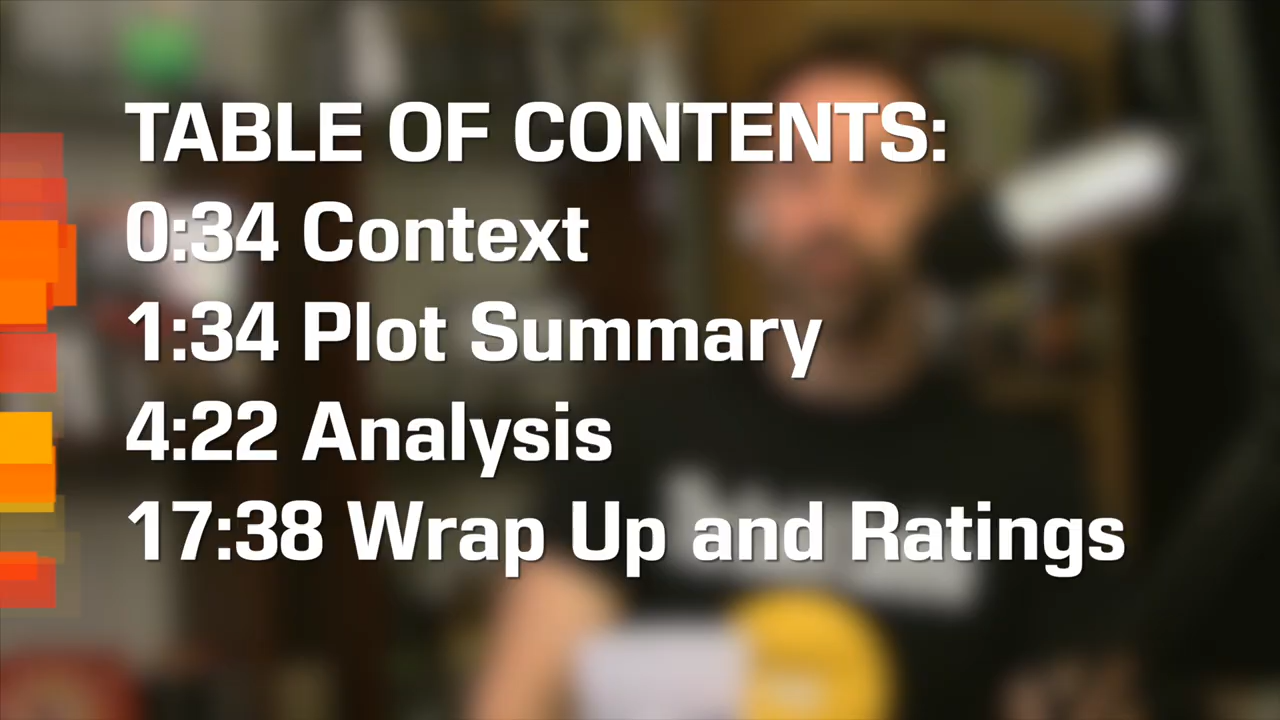 TABLE OF CONTENTS:
0:34 Context
1:34 Plot Summary
4:22 Analysis
17:38 Wrap Up and Ratings